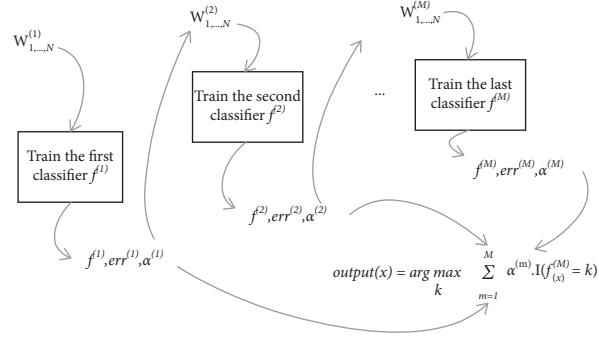 W^{(1)}_{1,...,N}
W^{(2)}_{1,...,N}
W^{(M)}_{1,...,N}
Train the first
classifier f^{(1)}
Train the second
classifier f^{(2)}
...
Train the last
classifier f^{(M)}
f^{(1)},err^{(1)},α^{(1)}
f^{(2)},err^{(2)},α^{(2)}
f^{(M)},err^{(M)},α^{(M)}
output(x) = arg max_k ∑_{m=1}^{M} α^{(m)}.I(f^{(M)}_{(x)} = k)